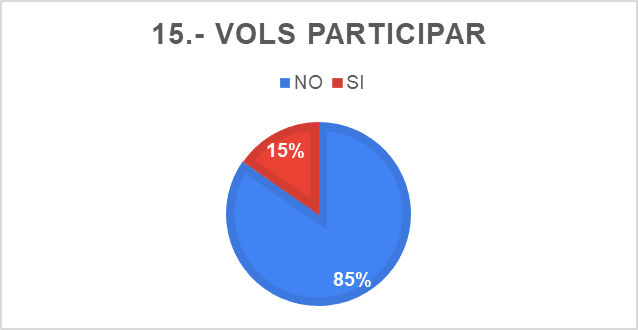 15.- VOLS PARTICIPAR
NO SI
15%
85%